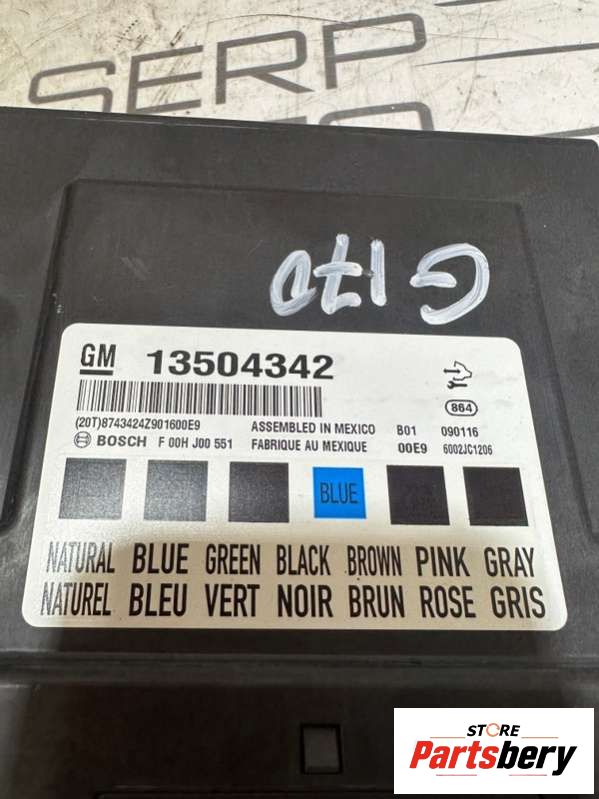 SERP
G170
GM 13504342
864
(20T)8743424Z901600E9 ASSEMBLED IN MEXICO B01 090116
BOSCH F 00H J00 551 FABRIQUE AU MEXIQUE 00E9 6002JC1206
BLUE
NATURAL BLUE GREEN BLACK BROWN PINK GRAY
NATUREL BLEU VERT NOIR BRUN ROSE GRIS
STORE
Partsbery